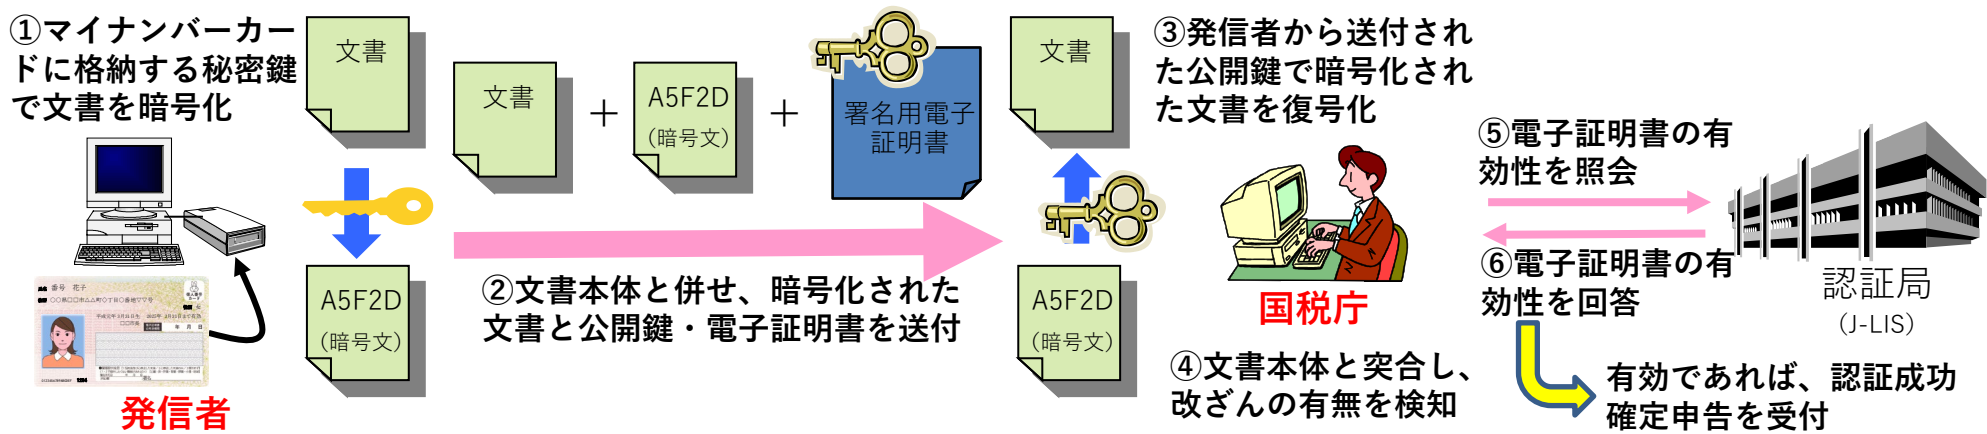 ①マイナンバーカー
ドに格納する秘密鍵
で文書を暗号化
発信者
文書
A5F2D
(暗号文)
文書
+
A5F2D
(暗号文)
+
署名用電子
証明書
②文書本体と併せ、暗号化された
文書と公開鍵・電子証明書を送付
文書
A5F2D
(暗号文)
③発信者から送付され
た公開鍵で暗号化され
た文書を復号化
国税庁
④文書本体と突合し、
改ざんの有無を検知
⑤電子証明書の有
効性を照会
⑥電子証明書の有
効性を回答
認証局
(J-LIS)
有効であれば、認証成功
確定申告を受付
番号 花子